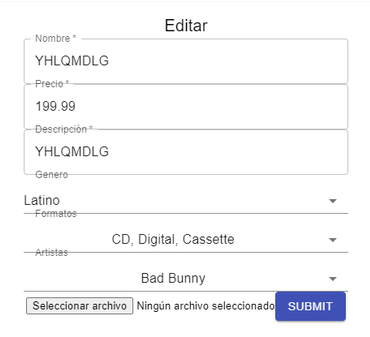 Editar
Nombre *
YHLQMDLG
Precio *
199.99
Descripción *
YHLQMDLG
Genero
Latino
Formatos
CD, Digital, Cassette
Artistas
Bad Bunny
Seleccionar archivo Ningún archivo seleccionado SUBMIT